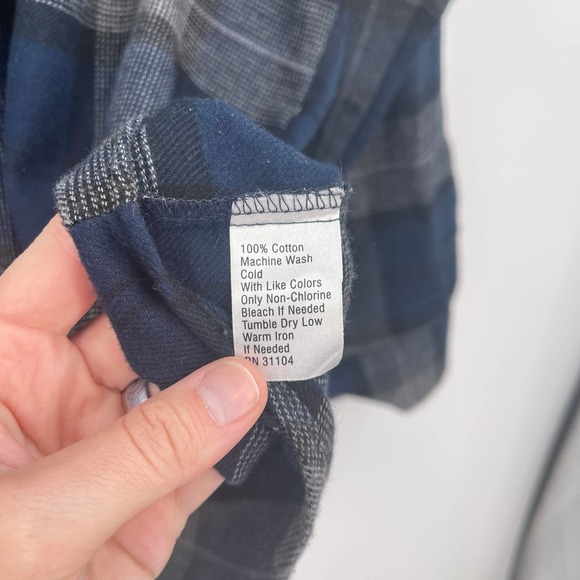 100% Cotton
Machine Wash
Cold
With Like Colors
Only Non-Chlorine
Bleach If Needed
Tumble Dry Low
Warm Iron
If Needed
RN 31104